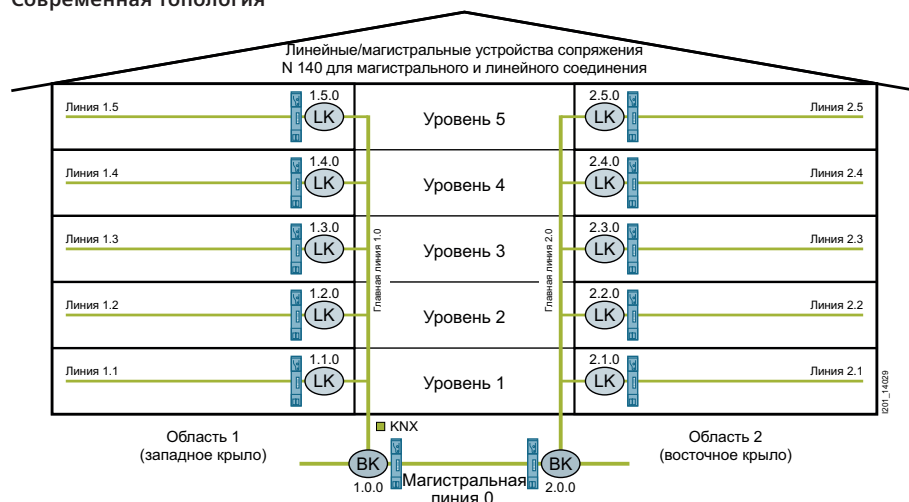 Современная топология
Линейные/магистральные устройства сопряжения
N 140 для магистрального и линейного соединения
Линия 1.5
1.5.0
LK
Уровень 5
2.5.0
LK
Линия 2.5
Линия 1.4
1.4.0
LK
Уровень 4
2.4.0
LK
Линия 2.4
Линия 1.3
1.3.0
LK
Главная линия 1.0
Уровень 3
Главная линия 2.0
2.3.0
LK
Линия 2.3
Линия 1.2
1.2.0
LK
Уровень 2
2.2.0
LK
Линия 2.2
Линия 1.1
1.1.0
LK
Уровень 1
2.1.0
LK
Линия 2.1
I201_14029
Область 1
(западное крыло)
KNX
Область 2
(восточное крыло)
BK
1.0.0
Магистральная
линия 0
BK
2.0.0